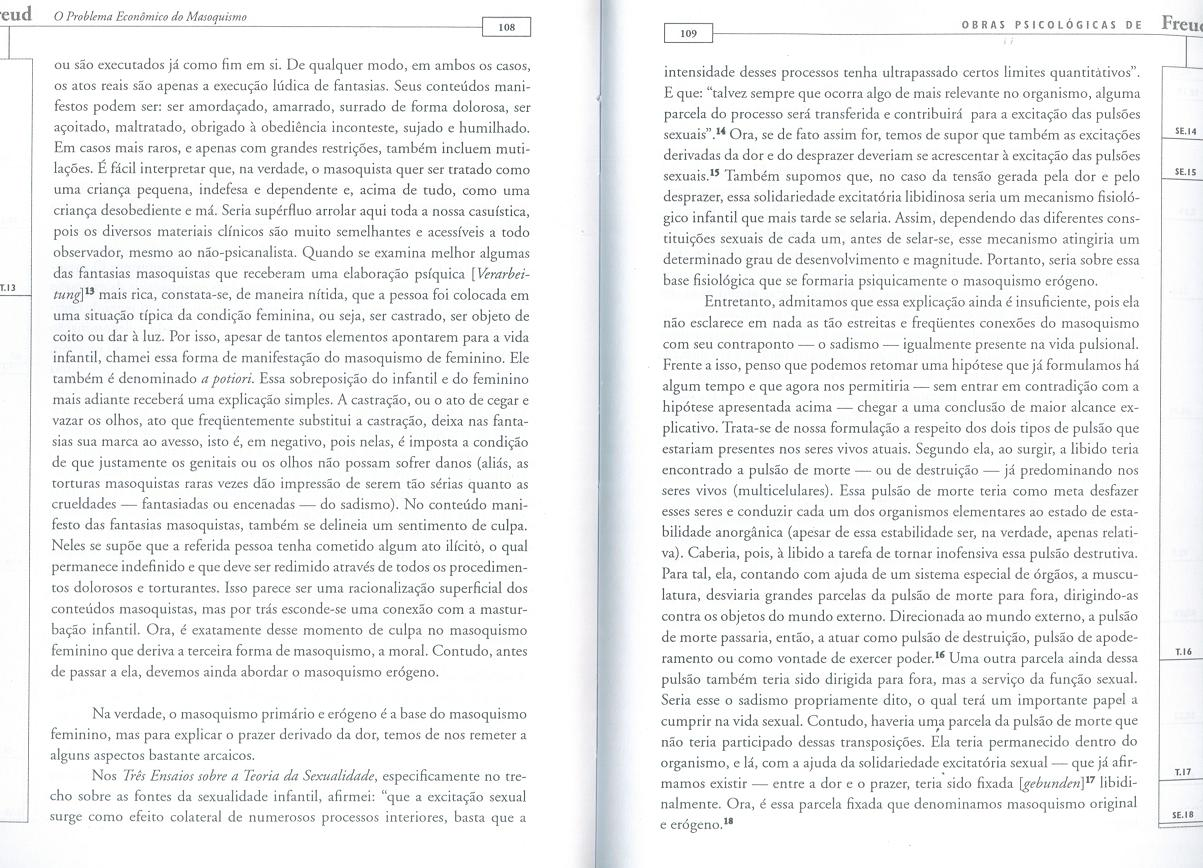 reud O Problema Econômico do Masoquismo
108
ou são executados já como fim em si. De qualquer modo, em ambos os casos,
os atos reais são apenas a execução lúdica de fantasias. Seus conteúdos mani-
festos podem ser: ser amordaçado, amarrado, surrado de forma dolorosa, ser
açoitado, maltratado, obrigado à obediência inconteste, sujado e humilhado.
Em casos mais raros, e apenas com grandes restrições, também incluem muti-
lações. É fácil interpretar que, na verdade, o masoquista quer ser tratado como
uma criança pequena, indefesa e dependente e, acima de tudo, como uma
criança desobediente e má. Seria supérfluo arrolar aqui toda a nossa casuística,
pois os diversos materiais clínicos são muito semelhantes e acessíveis a todo
observador, mesmo ao não-psicanalista. Quando se examina melhor algumas
das fantasias masoquistas que receberam uma elaboração psíquica [Verarbei-
T.13
tung]13 mais rica, constata-se, de maneira nítida, que a pessoa foi colocada em
uma situação típica da condição feminina, ou seja, ser castrado, ser objeto de
coito ou dar à luz. Por isso, apesar de tantos elementos apontarem para a vida
infantil, chamei essa forma de manifestação do masoquismo de feminino. Ele
também é denominado a potiori. Essa sobreposição do infantil e do feminino
mais adiante receberá uma explicação simples. A castração, ou o ato de cegar e
vazar os olhos, ato que freqüentemente substitui a castração, deixa nas fanta-
sias sua marca ao avesso, isto é, em negativo, pois nelas, é imposta a condição
de que justamente os genitais ou os olhos não possam sofrer danos (aliás, as
torturas masoquistas raras vezes dão impressão de serem tão sérias quanto as
crueldades — fantasiadas ou encenadas — do sadismo). No conteúdo mani-
festo das fantasias masoquistas, também se delineia um sentimento de culpa.
Neles se supõe que a referida pessoa tenha cometido algum ato ilícito, o qual
permanece indefinido e que deve ser redimido através de todos os procedimen-
tos dolorosos e torturantes. Isso parece ser uma racionalização superficial dos
conteúdos masoquistas, mas por trás esconde-se uma conexão com a mastur-
bação infantil. Ora, é exatamente desse momento de culpa no masoquismo
feminino que deriva a terceira forma de masoquismo, a moral. Contudo, antes
de passar a ela, devemos ainda abordar o masoquismo erógeno.
Na verdade, o masoquismo primário e erógeno é a base do masoquismo
feminino, mas para explicar o prazer derivado da dor, temos de nos remeter a
alguns aspectos bastante arcaicos.
Nos Três Ensaios sobre a Teoria da Sexualidade, especificamente no tre-
cho sobre as fontes da sexualidade infantil, afirmei: “que a excitação sexual
surge como efeito colateral de numerosos processos interiores, basta que a
109
OBRAS PSICOLÓGICAS DE Freu
intensidade desses processos tenha ultrapassado certos limites quantitativos”.
E que: “talvez sempre que ocorra algo de mais relevante no organismo, alguma
parcela do processo será transferida e contribuirá para a excitação das pulsões
sexuais”.14 Ora, se de fato assim for, temos de supor que também as excitações
SE.14
derivadas da dor e do desprazer deveriam se acrescentar à excitação das pulsões
sexuais.15 Também supomos que, no caso da tensão gerada pela dor e pelo
SE.15
desprazer, essa solidariedade excitatória libidinosa seria um mecanismo fisioló-
gico infantil que mais tarde se selaria. Assim, dependendo das diferentes cons-
tituições sexuais de cada um, antes de selar-se, esse mecanismo atingiria um
determinado grau de desenvolvimento e magnitude. Portanto, seria sobre essa
base fisiológica que se formaria psiquicamente o masoquismo erógeno.
Entretanto, admitamos que essa explicação ainda é insuficiente, pois ela
não esclarece em nada as tão estreitas e freqüentes conexões do masoquismo
com seu contraponto — o sadismo — igualmente presente na vida pulsional.
Frente a isso, penso que podemos retomar uma hipótese que já formulamos há
algum tempo e que agora nos permitiria — sem entrar em contradição com a
hipótese apresentada acima — chegar a uma conclusão de maior alcance ex-
plicativo. Trata-se de nossa formulação a respeito dos dois tipos de pulsão que
estariam presentes nos seres vivos atuais. Segundo ela, ao surgir, a libido teria
encontrado a pulsão de morte — ou de destruição — já predominando nos
seres vivos (multicelulares). Essa pulsão de morte teria como meta desfazer
esses seres e conduzir cada um dos organismos elementares ao estado de esta-
bilidade anorgânica (apesar de essa estabilidade ser, na verdade, apenas relati-
va). Caberia, pois, à libido a tarefa de tornar inofensiva essa pulsão destrutiva.
Para tal, ela, contando com ajuda de um sistema especial de órgãos, a muscu-
latura, desviaria grandes parcelas da pulsão de morte para fora, dirigindo-as
contra os objetos do mundo externo. Direcionada ao mundo externo, a pulsão
de morte passaria, então, a atuar como pulsão de destruição, pulsão de apode-
ramento ou como vontade de exercer poder.16 Uma outra parcela ainda dessa
T.16
pulsão também teria sido dirigida para fora, mas a serviço da função sexual.
Seria esse o sadismo propriamente dito, o qual terá um importante papel a
cumprir na vida sexual. Contudo, haveria uma parcela da pulsão de morte que
não teria participado dessas transposições. Ela teria permanecido dentro do
organismo, e lá, com a ajuda da solidariedade excitatória sexual — que já afir-
mamos existir — entre a dor e o prazer, teria sido fixada [gebunden]17 libidi-
T.17
nalmente. Ora, é essa parcela fixada que denominamos masoquismo original
e erógeno.18
SE.18